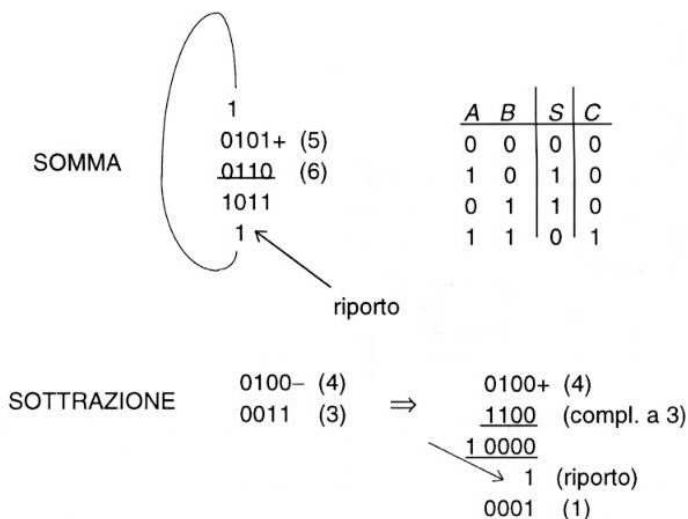 1
0101+ (5)
SOMMA 0110 (6)
1011
1
riporto
A B S C
0 0 0 0
1 0 1 0
0 1 1 0
1 1 0 1
SOTTRAZIONE
0100– (4)
0011 (3)
⇒
0100+ (4)
1100 (compl. a 3)
1 0000
1 (riporto)
0001 (1)